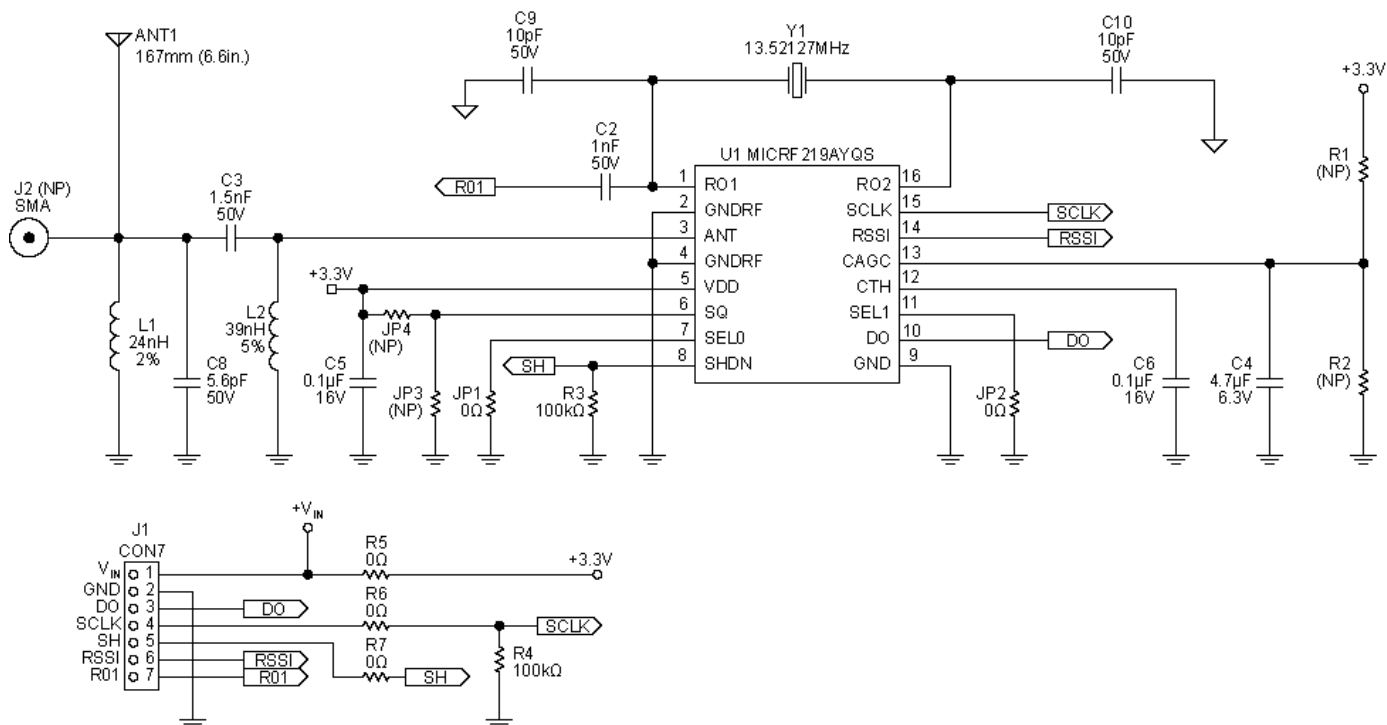 ANT1
167mm (6.6in.)
C9
10pF
50V
Y1
13.52127MHz
C10
10pF
50V
+3.3V
C2
1nF
50V
R01
U1 MICRF219AYQS
R1
(NP)
J2 (NP)
SMA
C3
1.5nF
50V
1 RO1
2 GNDRF
3 ANT
4 GNDRF
5 VDD
6 SQ
7 SEL0
8 SHDN
RO2 16
SCLK 15
RSSI 14
CAGC 13
CTH 12
SEL1 11
DO 10
GND 9
SCLK
RSSI
DO
+3.3V
L1
24nH
2%
C8
5.6pF
50V
L2
39nH
5%
C5
0.1µF
16V
JP4
(NP)
JP3
(NP)
JP1
0Ω
SH
R3
100kΩ
JP2
0Ω
C6
0.1µF
16V
C4
4.7µF
6.3V
R2
(NP)
J1
CON7
VIN 1
GND 2
DO 3
SCLK 4
SH 5
RSSI 6
R01 7
+VIN
R5
0Ω
+3.3V
DO
R6
0Ω
SCLK
R7
0Ω
R4
100kΩ
RSSI
R01
SH